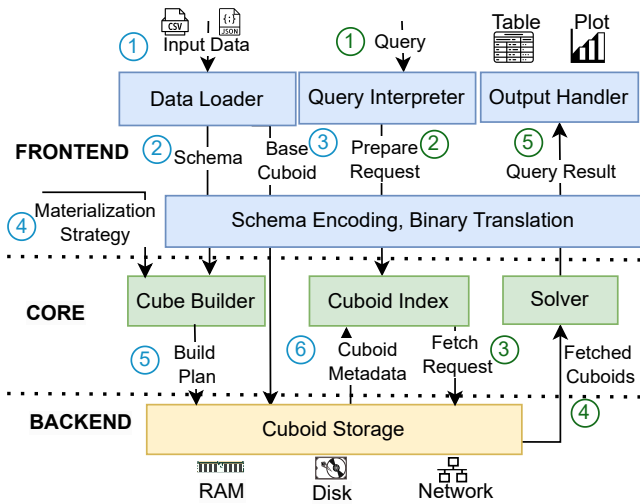 CSV
{;}
JSON
Table
Plot
1
Input Data
1
Query
Data Loader
Query Interpreter
Output Handler
FRONTEND
2
Schema
Base
Cuboid
3
Prepare
Request
2
5
Query Result
4
Materialization
Strategy
Schema Encoding, Binary Translation
CORE
Cube Builder
Cuboid Index
Solver
5
Build
Plan
6
Cuboid
Metadata
Fetch
Request
3
Fetched
Cuboids
4
BACKEND
Cuboid Storage
RAM
Disk
Network